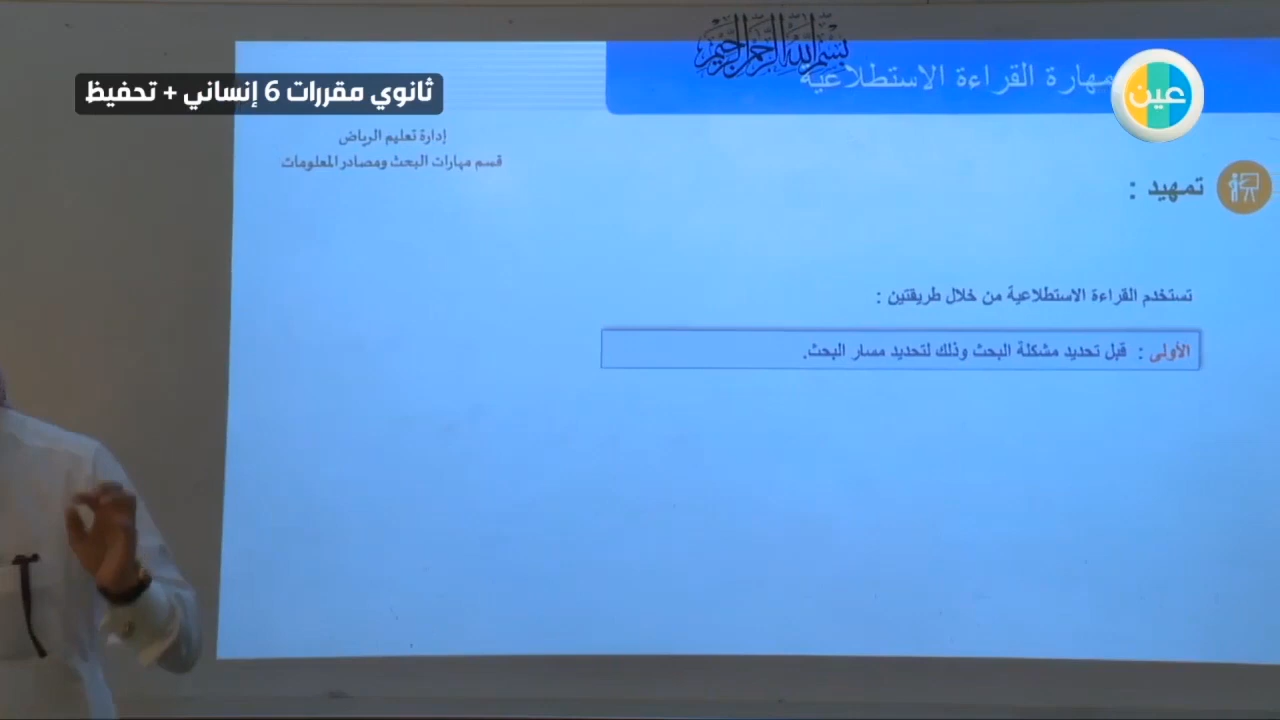 بسم الله الرحمن الرحيم
مهارة القراءة الاستطلاعية
عين
ثانوي مقررات 6 إنساني + تحفيظ
إدارة تعليم الرياض
قسم مهارات البحث ومصادر المعلومات
تمهيد :
تستخدم القراءة الاستطلاعية من خلال طريقتين :
الأولى : قبل تحديد مشكلة البحث وذلك لتحديد مسار البحث.